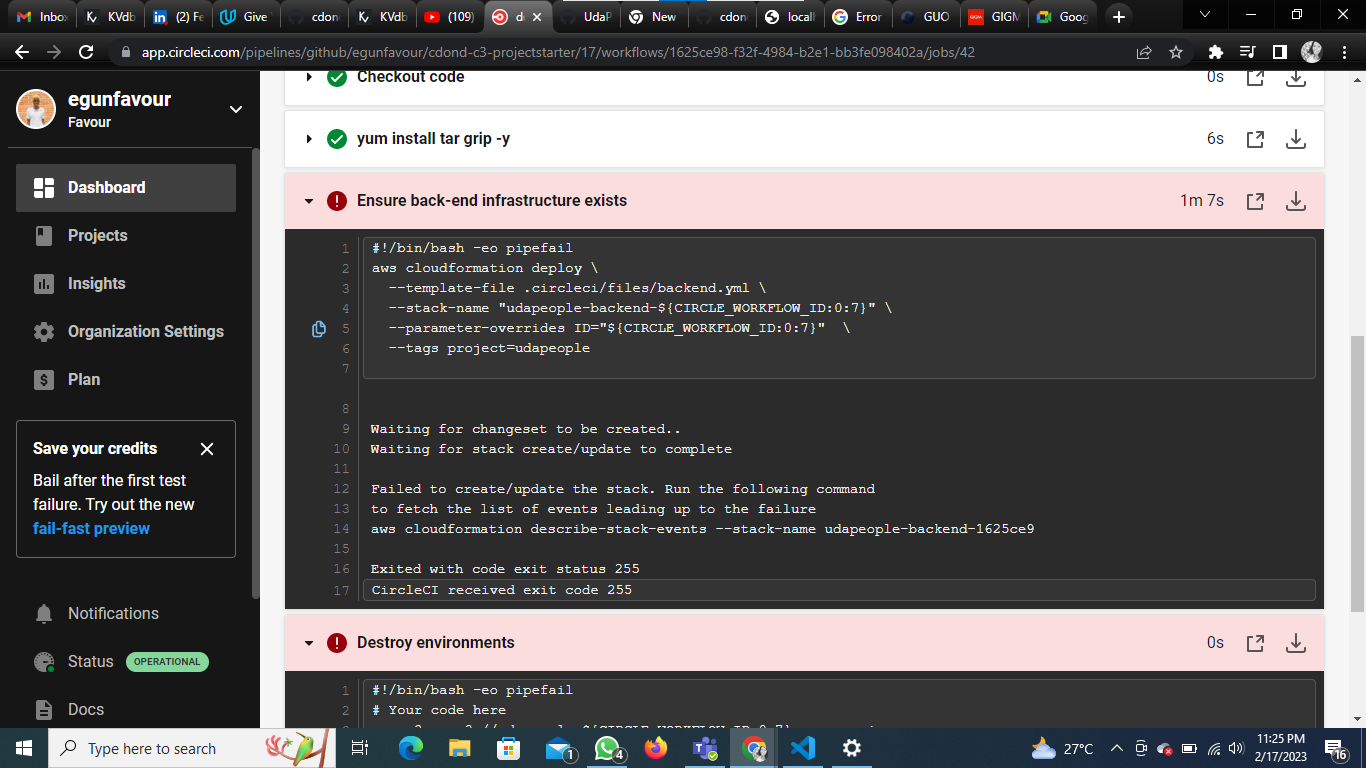 Inbo
KVdb
(2) Fe
Give
cdon
KVdb
(109)
de
UdaP
New
cdon
locall
Error
GUO
GIGM
Goog
app.circleci.com/pipelines/github/egunfavour/cdond-c3-projectstarter/17/workflows/1625ce98-f32f-4984-b2e1-bb3fe098402a/jobs/42
egunfavour
Favour
Dashboard
Projects
Insights
Organization Settings
Plan
Save your credits
Bail after the first test
failure. Try out the new
fail-fast preview
Notifications
Status OPERATIONAL
Docs
Checkout code 0s
yum install tar grip -y 6s
Ensure back-end infrastructure exists 1m 7s
1 #!/bin/bash -eo pipefail
2 aws cloudformation deploy \
3 --template-file .circleci/files/backend.yml \
4 --stack-name "udapeople-backend-${CIRCLE_WORKFLOW_ID:0:7}" \
5 --parameter-overrides ID="${CIRCLE_WORKFLOW_ID:0:7}" \
6 --tags project=udapeople
7
8
9 Waiting for changeset to be created..
10 Waiting for stack create/update to complete
11
12 Failed to create/update the stack. Run the following command
13 to fetch the list of events leading up to the failure
14 aws cloudformation describe-stack-events --stack-name udapeople-backend-1625ce9
15
16 Exited with code exit status 255
17 CircleCI received exit code 255
Destroy environments 0s
1 #!/bin/bash -eo pipefail
2 # Your code here
Type here to search
1
4
27°C
11:25 PM
2/17/2023
16